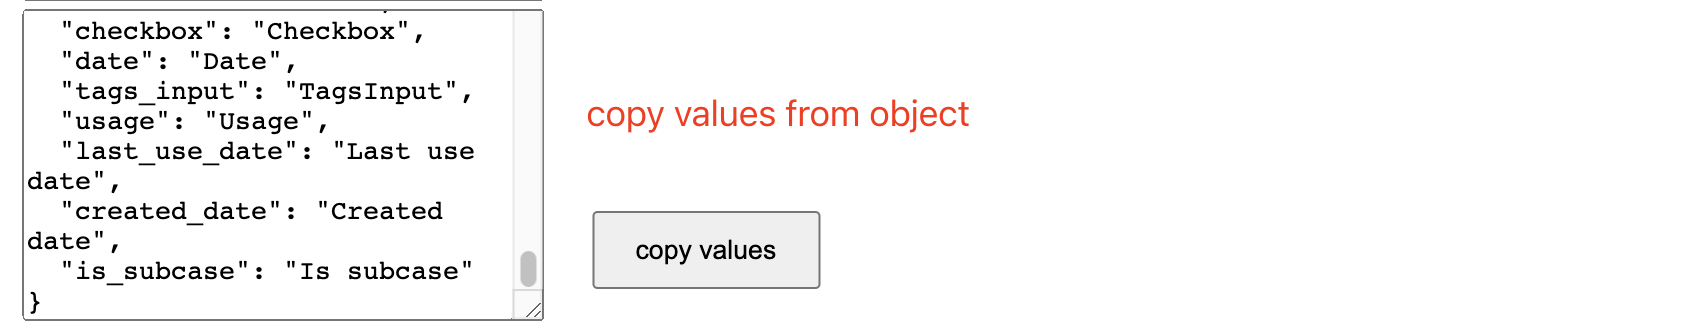 "checkbox": "Checkbox",
"date": "Date",
"tags_input": "TagsInput",
"usage": "Usage",
"last_use_date": "Last use
date",
"created_date": "Created
date",
"is_subcase": "Is subcase"
}
copy values from object
copy values